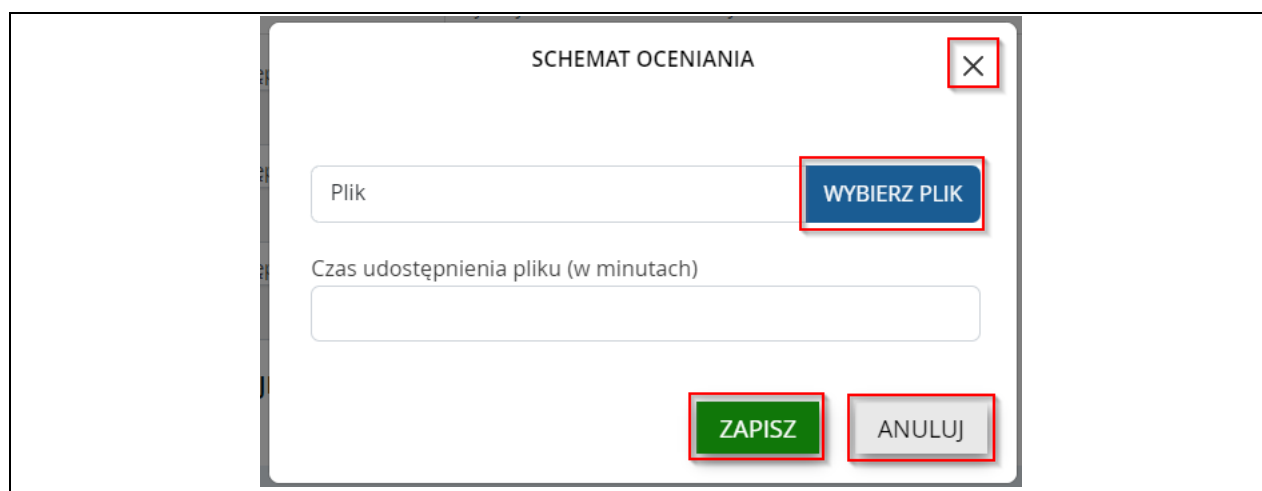 SCHEMAT OCENIANIA
Plik
WYBIERZ PLIK
Czas udostępnienia pliku (w minutach)
ZAPISZ
ANULUJ